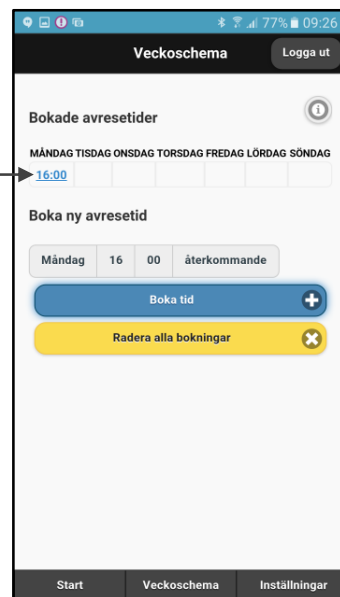 77% 09:26
Veckoschema Logga ut
Bokade avresetider
MÅNDAG TISDAG ONSDAG TORSDAG FREDAG LÖRDAG SÖNDAG
16:00
Boka ny avresetid
Måndag 16 00 återkommande
Boka tid
Radera alla bokningar
Start Veckoschema Inställningar